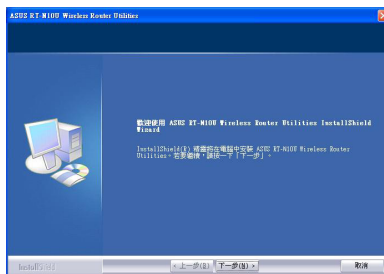 ASUS RT-N10U Wireless Router Utilities
歡迎使用 ASUS RT-N10U Wireless Router Utilities InstallShield
Wizard
InstallShield(R) 精靈將在電腦中安裝 ASUS RT-N10U Wireless Router
Utilities。若要繼續，請按一下「下一步」。
InstallShield
< 上一步(B)
下一步(N) >
取消